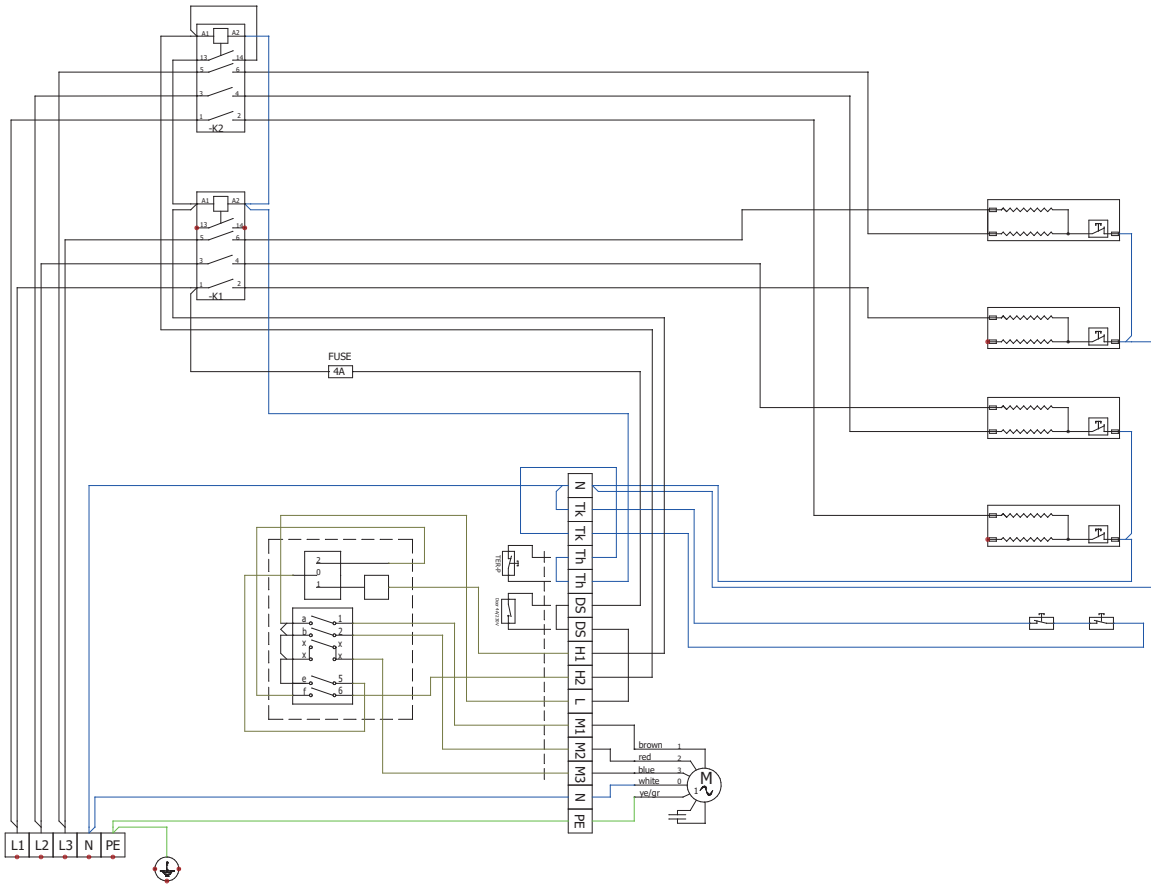 A1 A2
13 14
5 6
3 4
1 2
-K2
A1 A2
13 14
5 6
3 4
1 2
-K1
FUSE
4A
N
Tk
Tk
Th
Th
DS
DS
H1
H2
L
M1
M2
M3
N
PE
TER-P
2
0
1
a 1
b 2
x x
x x
e 5
f 6
brown 1
red 2
blue 3
white 0
ye/gr
M
1
L1 L2 L3 N PE